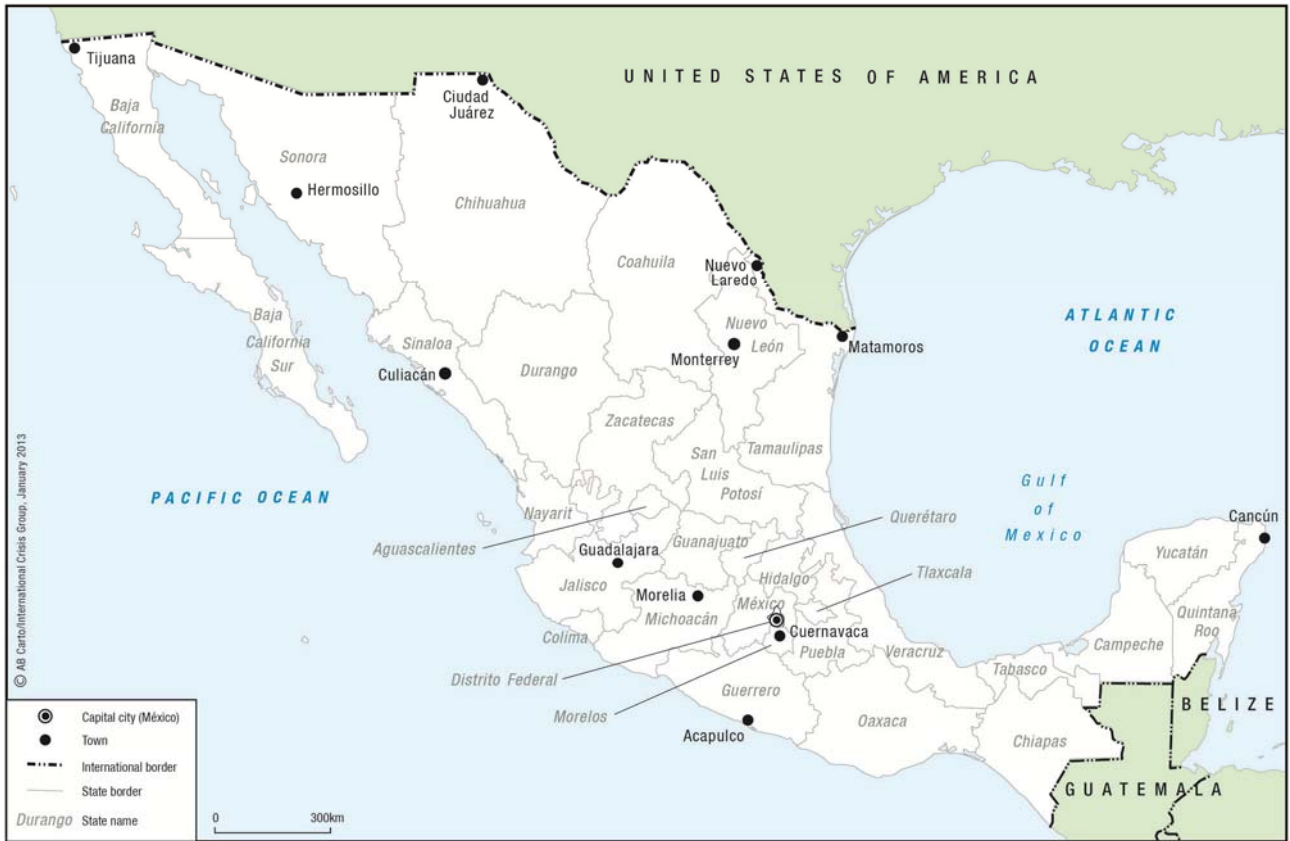 Tijuana
Baja
California
Ciudad
Juárez
UNITED STATES OF AMERICA
Sonora
Hermosillo
Chihuahua
Coahuila
Nuevo
Laredo
Baja
California
Sur
Sinaloa
Culiacán
Durango
Nuevo
León
Monterrey
Matamoros
ATLANTIC
OCEAN
Zacatecas
San
Luis
Potosí
Tamaulipas
PACIFIC OCEAN
Gulf
of
Mexico
Nayarit
Aguascalientes
Guanajuato
Querétaro
Cancún
Yucatán
Guadalajara
Jalisco
Hidalgo
Tlaxcala
Morelia
Michoacán
México
Quintana
Roo
Colima
Cuernavaca
Puebla
Veracruz
Campeche
Tabasco
Distrito Federal
Guerrero
Morelos
Oaxaca
Acapulco
Chiapas
BELIZE
GUATEMALA
© AB Carto/International Crisis Group, January 2013
Capital city (México)
Town
International border
State border
Durango State name
0 300km